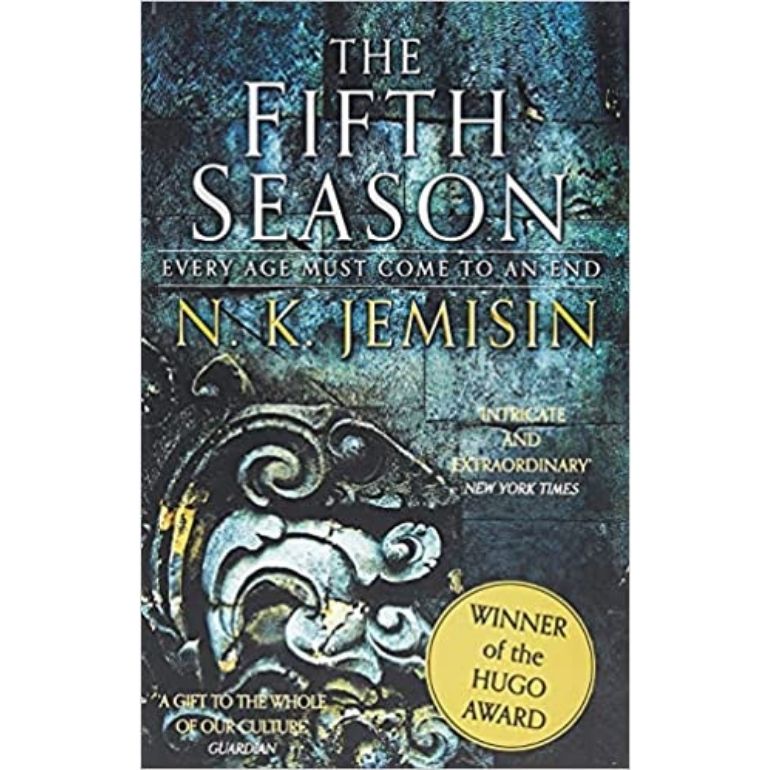 THE
FIFTH
SEASON
EVERY AGE MUST COME TO AN END
N. K. JEMISIN
'INTRICATE
AND
EXTRAORDINARY'
NEW YORK TIMES
WINNER
of the
HUGO
AWARD
'A GIFT TO THE WHOLE
OF OUR CULTURE'
GUARDIAN